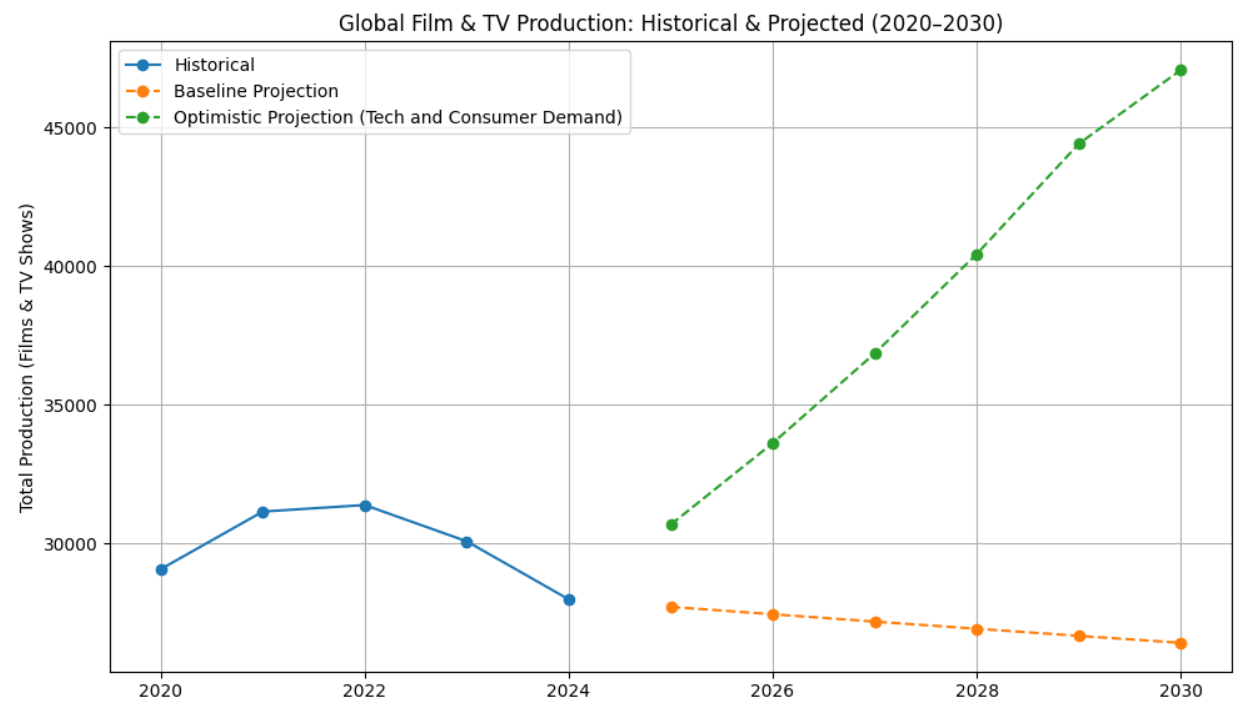 Global Film & TV Production: Historical & Projected (2020–2030)
Historical
Baseline Projection
Optimistic Projection (Tech and Consumer Demand)
Total Production (Films & TV Shows)
45000
40000
35000
30000
2020 2022 2024 2026 2028 2030